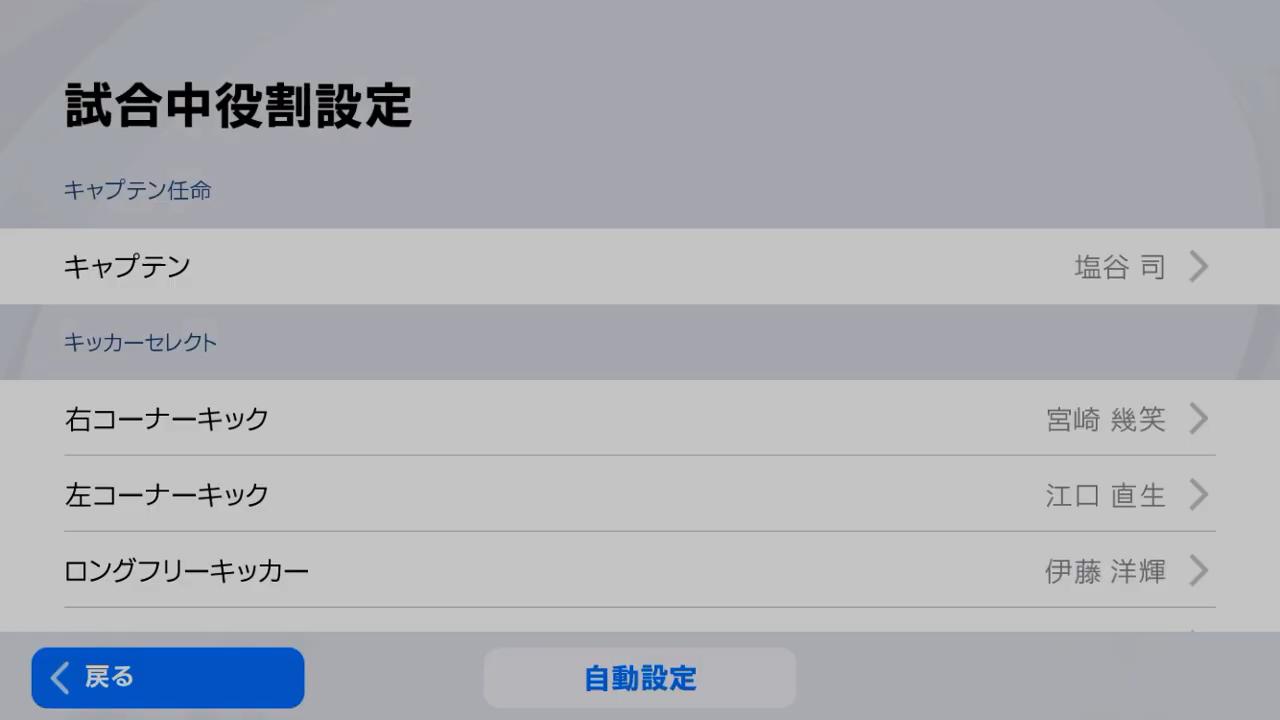 試合中役割設定
キャプテン任命
キャプテン 塩谷 司
キッカーセレクト
右コーナーキック 宮崎 幾笑
左コーナーキック 江口 直生
ロングフリーキッカー 伊藤 洋輝
戻る 自動設定